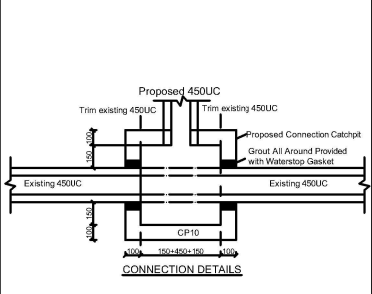 Proposed 450UC
Trim existing 450UC
Trim existing 450UC
100
150
Proposed Connection Catchpit
Grout All Around Provided
with Waterstop Gasket
Existing 450UC
Existing 450UC
150
100
CP10
100
150+450+150
100
CONNECTION DETAILS